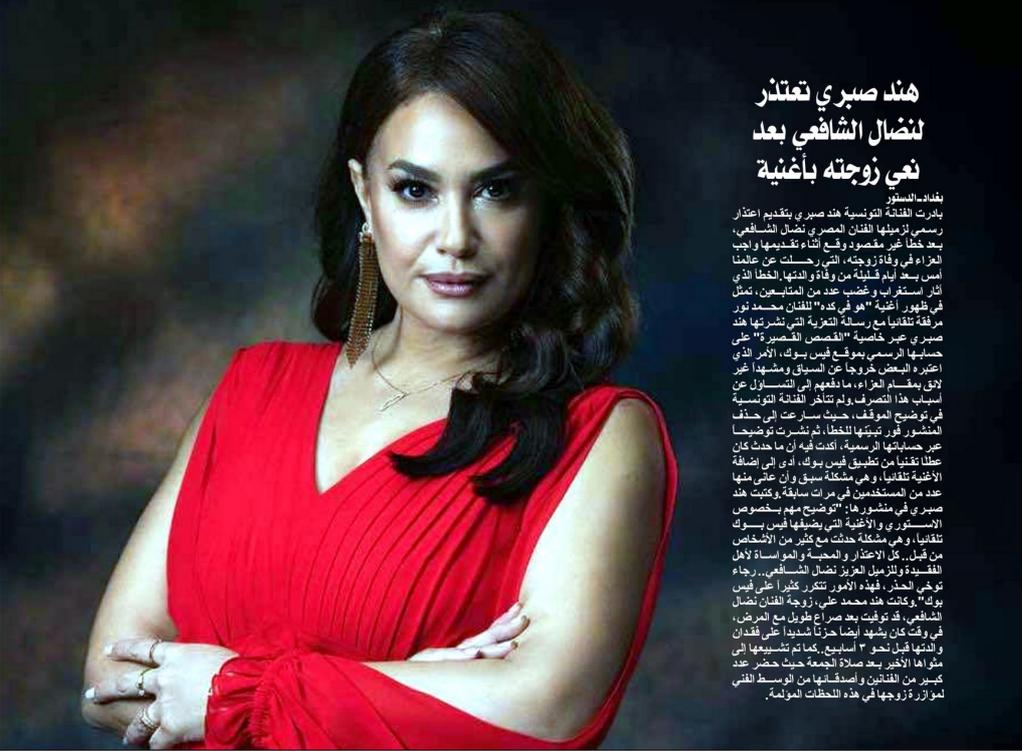 هند صبري تعتذر
لنضال الشافعي بعد
نعي زوجته بأغنية
بغداد-الدستور
بادرت الفنانة التونسية هند صبري بتقديم اعتذار
رسمي لزميلها الفنان المصري نضال الشافعي،
بعد خطأ غير مقصود وقع أثناء تقديمها واجب
العزاء في وفاة زوجته، التي رحلت عن عالمنا
أمس بعد أيام قليلة من وفاة والدتها.الخطأ الذي
أثار استغراب وغضب عدد من المتابعين، تمثل
في ظهور أغنية "هو في كده" للفنان محمد نور
مرفقة تلقائياً مع رسالة التعزية التي نشرتها هند
صبري عبر خاصية "القصص القصيرة" على
حسابها الرسمي بموقع فيس بوك، الأمر الذي
اعتبره البعض خروجاً عن السياق ومشهداً غير
لائق بمقام العزاء، ما دفعهم إلى التساؤل عن
أسباب هذا التصرف.ولم تتأخر الفنانة التونسية
في توضيح الموقف، حيث سارعت إلى حذف
المنشور فور تبيّنها للخطأ، ثم نشرت توضيحاً
عبر حساباتها الرسمية، أكدت فيه أن ما حدث كان
عطلًا تقنياً من تطبيق فيس بوك، أدى إلى إضافة
الأغنية تلقائياً، وهي مشكلة سبق وأن عانى منها
عدد من المستخدمين في مرات سابقة.وكتبت هند
صبري في منشورها: "توضيح مهم بخصوص
الاستوري والأغنية التي يضيفها فيس بوك
تلقائياً، وهي مشكلة حدثت مع كثير من الأشخاص
من قبل.. كل الاعتذار والمحبة والمواساة لأهل
الفقيدة وللزميل العزيز نضال الشافعي.. رجاء
توخي الحذر، فهذه الأمور تتكرر كثيراً على فيس
بوك".وكانت هند محمد علي، زوجة الفنان نضال
الشافعي، قد توفيت بعد صراع طويل مع المرض،
في وقت كان يشهد أيضاً حزناً شديداً على فقدان
والدتها قبل نحو ٣ أسابيع..كما تم تشييعها إلى
مثواها الأخير بعد صلاة الجمعة حيث حضر عدد
كبير من الفنانين وأصدقائها من الوسط الفني
لمؤازرة زوجها في هذه اللحظات المؤلمة.